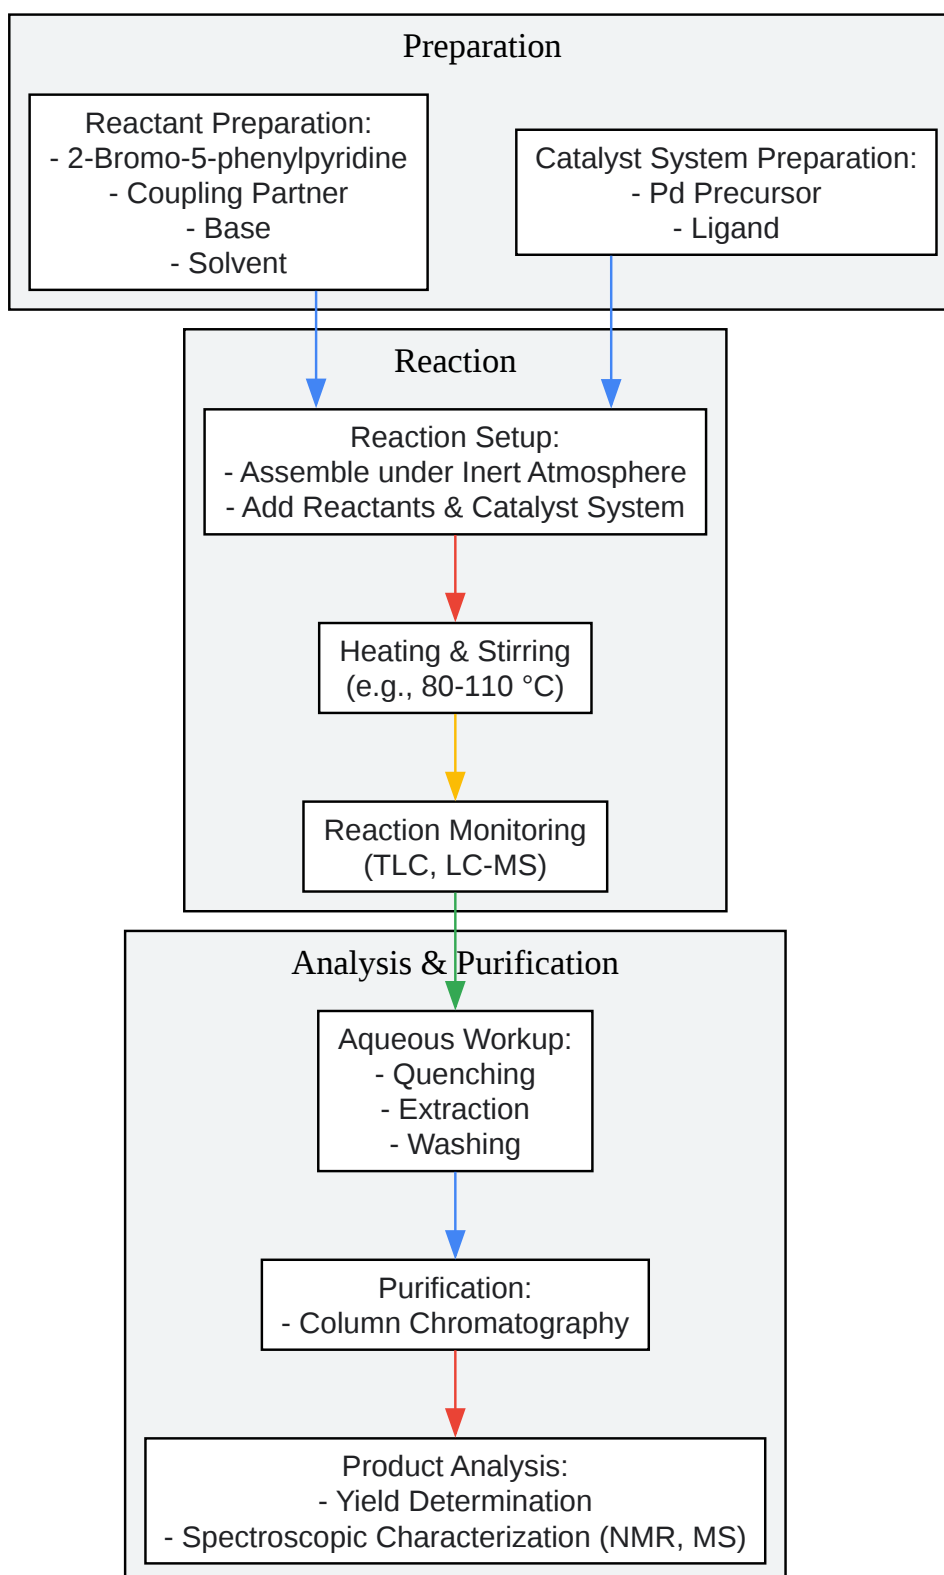 Preparation
Reactant Preparation:
- 2-Bromo-5-phenylpyridine
- Coupling Partner
- Base
- Solvent
Catalyst System Preparation:
- Pd Precursor
- Ligand
Reaction
Reaction Setup:
- Assemble under Inert Atmosphere
- Add Reactants & Catalyst System
Heating & Stirring
(e.g., 80-110 °C)
Reaction Monitoring
(TLC, LC-MS)
Analysis & Purification
Aqueous Workup:
- Quenching
- Extraction
- Washing
Purification:
- Column Chromatography
Product Analysis:
- Yield Determination
- Spectroscopic Characterization (NMR, MS)